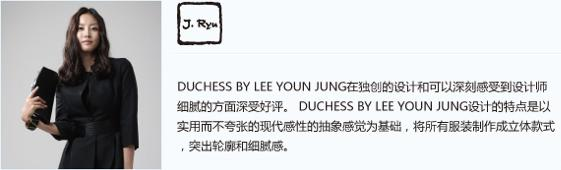 J. Ryu
DUCHESS BY LEE YOUN JUNG在独创的设计和可以深刻感受到设计师
细腻的方面深受好评。 DUCHESS BY LEE YOUN JUNG设计的特点是以
实用而不夸张的现代感性的抽象感觉为基础，将所有服装制作成立体款式
，突出轮廓和细腻感。